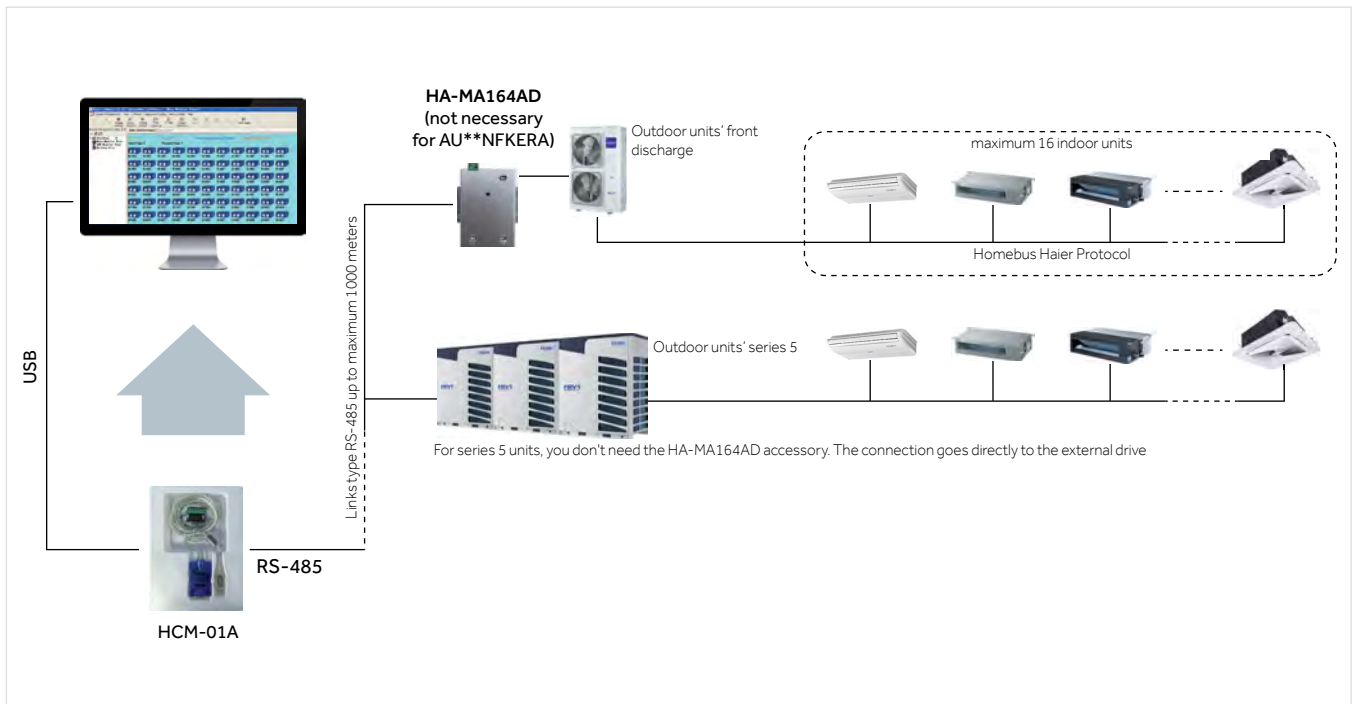 HA-MA164AD
(not necessary
for AU**NFKERA)
Outdoor units' front
discharge
maximum 16 indoor units
Homebus Haier Protocol
USB
Links type RS-485 up to maximum 1000 meters
Outdoor units' series 5
For series 5 units, you don't need the HA-MA164AD accessory. The connection goes directly to the external drive
RS-485
HCM-01A